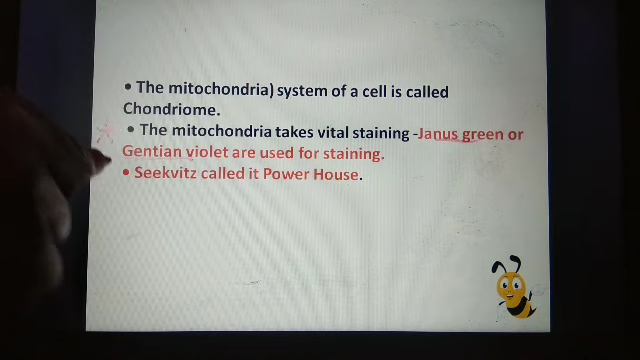 • The mitochondria) system of a cell is called
Chondriome.
• The mitochondria takes vital staining -Janus green or
Gentian violet are used for staining.
• Seekvitz called it Power House.